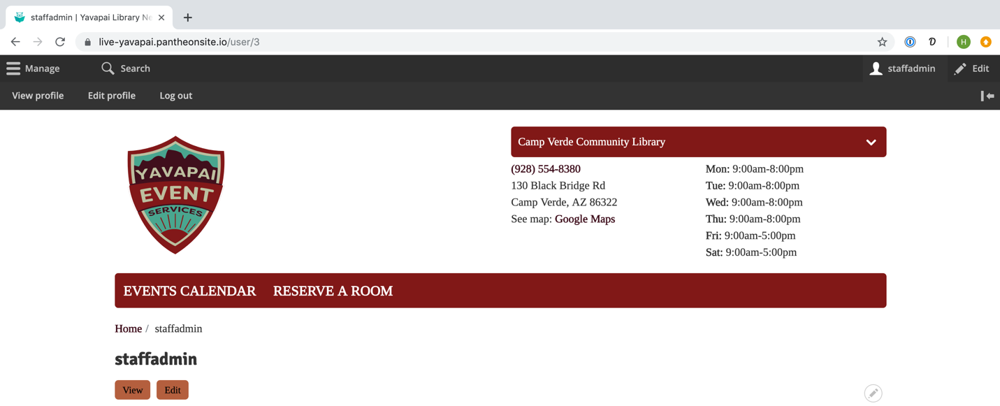 staffadmin | Yavapai Library Ne
live-yavapai.pantheonsite.io/user/3
H
Manage
Search
staffadmin
Edit
View profile
Edit profile
Log out
YAVAPAI
EVENT
SERVICES
Camp Verde Community Library
(928) 554-8380
130 Black Bridge Rd
Camp Verde, AZ 86322
See map: Google Maps
Mon: 9:00am-8:00pm
Tue: 9:00am-8:00pm
Wed: 9:00am-8:00pm
Thu: 9:00am-8:00pm
Fri: 9:00am-5:00pm
Sat: 9:00am-5:00pm
EVENTS CALENDAR RESERVE A ROOM
Home / staffadmin
staffadmin
View Edit